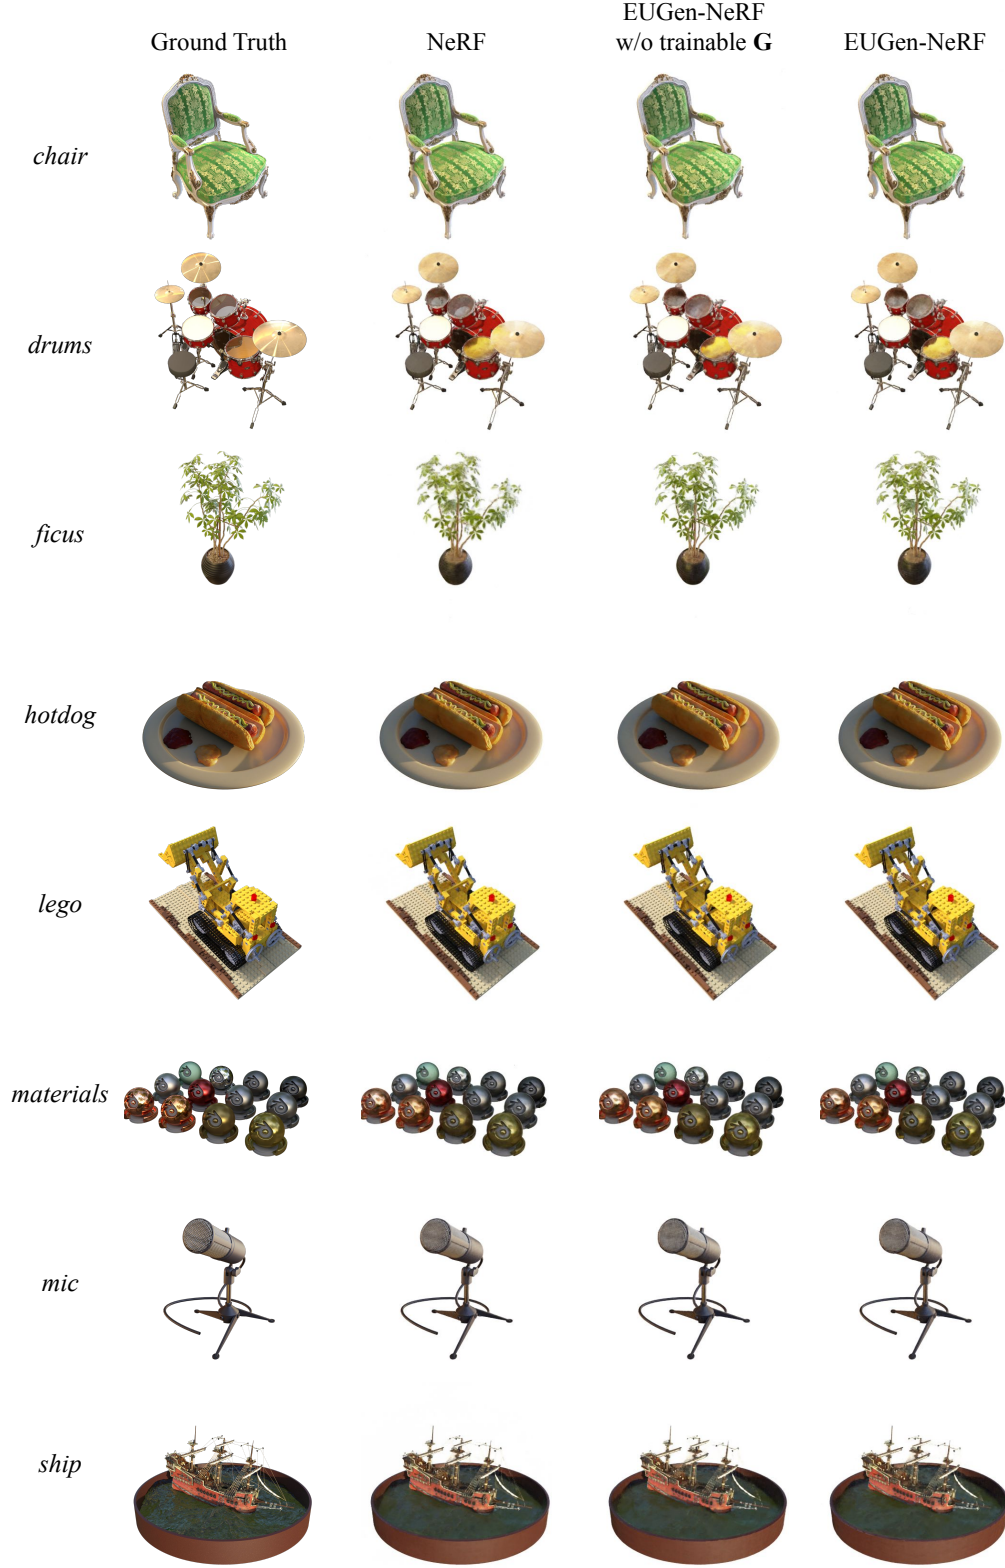 Ground Truth
NeRF
EUGen-NeRF
w/o trainable G
EUGen-NeRF
chair
drums
ficus
hotdog
lego
materials
mic
ship